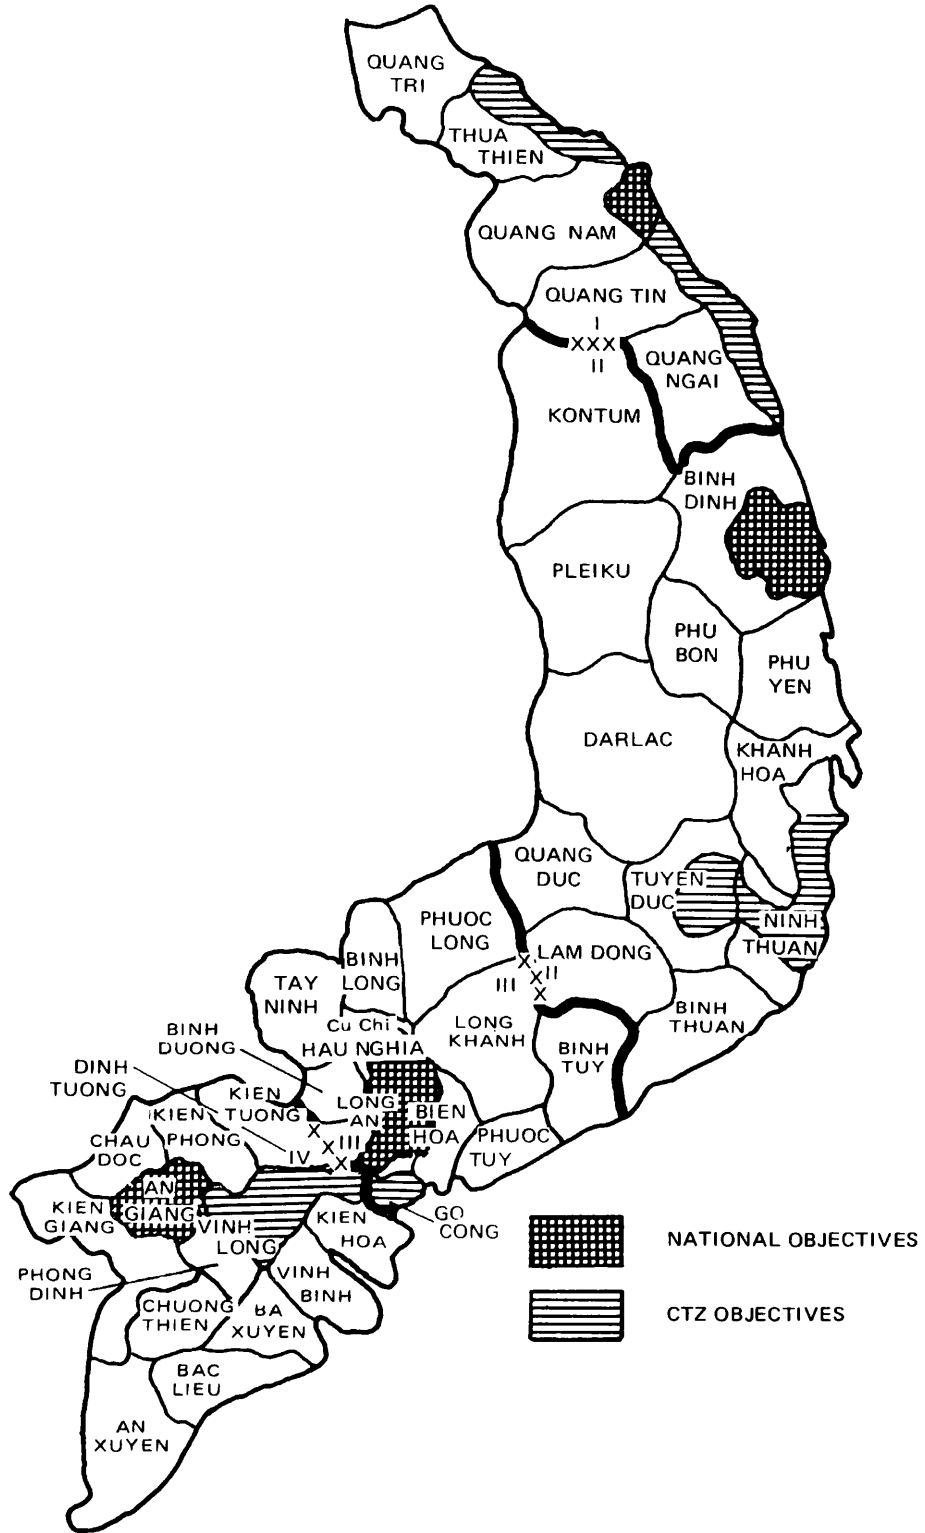 QUANG
TRI
THUA
THIEN
QUANG NAM
QUANG TIN
I
XXX
II
QUANG
NGAI
KONTUM
BINH
DINH
PLEIKU
PHU
BON
PHU
YEN
DARLAC
KHANH
HOA
QUANG
DUC
TUYEN
DUC
NINH
THUAN
PHUOC
LONG
LAM DONG
X
X
X
II
III
BINH
LONG
TAY
NINH
BINH
THUAN
Cu Chi
LONG
KHANH
BINH
DUONG
HAU NGHIA
BINH
TUY
DINH
TUONG
KIEN
TUONG
LONG
AN
BIEN
HOA
KIEN
PHONG
X
X
X
III
IV
PHUOC
TUY
CHAU
DOC
AN
GIANG
KIEN
GIANG
VINH
LONG
KIEN
HOA
GO
CONG
PHONG
DINH
VINH
BINH
CHUONG
THIEN
BA
XUYEN
BAC
LIEU
AN
XUYEN
NATIONAL OBJECTIVES
CTZ OBJECTIVES